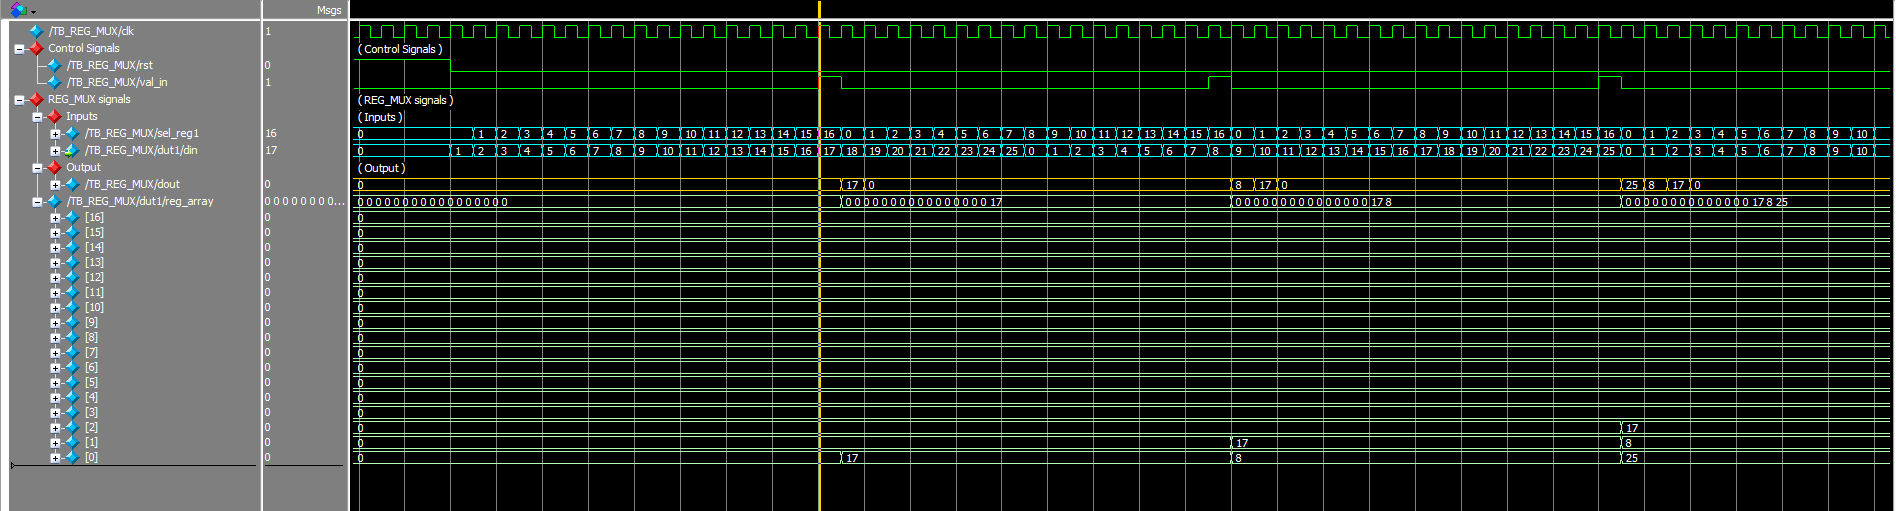 Msgs
/TB_REG_MUX/clk 1
Control Signals ( Control Signals )
/TB_REG_MUX/rst 0
/TB_REG_MUX/val_in 1
REG_MUX signals ( REG_MUX signals )
Inputs ( Inputs )
/TB_REG_MUX/sel_reg1 16 0 1 2 3 4 5 6 7 8 9 10 11 12 13 14 15 16 0 1 2 3 4 5 6 7 8 9 10 11 12 13 14 15 16 0 1 2 3 4 5 6 7 8 9 10 11 12 13 14 15 16 0 1 2 3 4 5 6 7 8 9 10
/TB_REG_MUX/dut1/din 17 0 1 2 3 4 5 6 7 8 9 10 11 12 13 14 15 16 17 18 19 20 21 22 23 24 25 0 1 2 3 4 5 6 7 8 9 10 11 12 13 14 15 16 17 18 19 20 21 22 23 24 25 0 1 2 3 4 5 6 7 8 9 10
Output ( Output )
/TB_REG_MUX/dout 0 0 17 0 8 17 0 25 8 17 0
/TB_REG_MUX/dut1/reg_array 0 0 0 0 0 0 0 0... 0 0 0 0 0 0 0 0 0 0 0 0 0 0 0 0 0 0 0 0 0 0 0 0 0 0 0 0 0 0 0 0 0 17 0 0 0 0 0 0 0 0 0 0 0 0 0 0 0 17 8 0 0 0 0 0 0 0 0 0 0 0 0 0 0 17 8 25
[16] 0 0
[15] 0 0
[14] 0 0
[13] 0 0
[12] 0 0
[11] 0 0
[10] 0 0
[9] 0 0
[8] 0 0
[7] 0 0
[6] 0 0
[5] 0 0
[4] 0 0
[3] 0 0
[2] 0 0 17
[1] 0 0 17 8
[0] 0 0 17 8 25